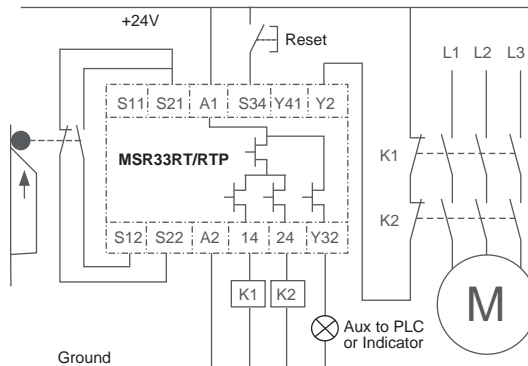 +24V
Reset
L1 L2 L3
S11 S21 A1 S34 Y41 Y2
MSR33RT/RTP
K1
K2
S12 S22 A2 14 24 Y32
K1 K2
M
Aux to PLC
or Indicator
Ground